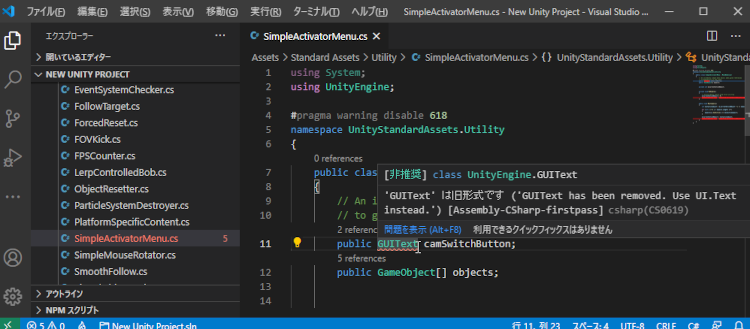 ファイル(F) 編集(E) 選択(S) 表示(V) 移動(G) 実行(R) ターミナル(T) ヘルプ(H) SimpleActivatorMenu.cs - New Unity Project - Visual Studio ...
エクスプローラー ··· SimpleActivatorMenu.cs ×
開いているエディター
NEW UNITY PROJECT
EventSystemChecker.cs
FollowTarget.cs
ForcedReset.cs
FOVKick.cs
FPSCounter.cs
LerpControlledBob.cs
ObjectResetter.cs
ParticleSystemDestroyer.cs
PlatformSpecificContent.cs
SimpleActivatorMenu.cs 5
SimpleMouseRotator.cs
SmoothFollow.cs
アウトライン
NPM スクリプト
Assets > Standard Assets > Utility > SimpleActivatorMenu.cs > {} UnityStandardAssets.Utility > UnityStanda
1 using System;
2 using UnityEngine;
3
4 #pragma warning disable 618
5 namespace UnityStandardAssets.Utility
6 {
0 references
7 public clas
8 {
9 // An i
10 // to g
2 refere
11 public GUIText camSwitchButton;
5 references
12 public GameObject[] objects;
13
14
[非推奨] class UnityEngine.GUIText
'GUIText' は旧形式です ('GUIText has been removed. Use UI.Text
instead.') [Assembly-CSharp-firstpass] csharp(CS0619)
問題を表示 (Alt+F8) 利用できるクイックフィックスはありません
5 0 New Unity Project.sln 行 11、列 23 スペース: 4 UTF-8 CRLF C#